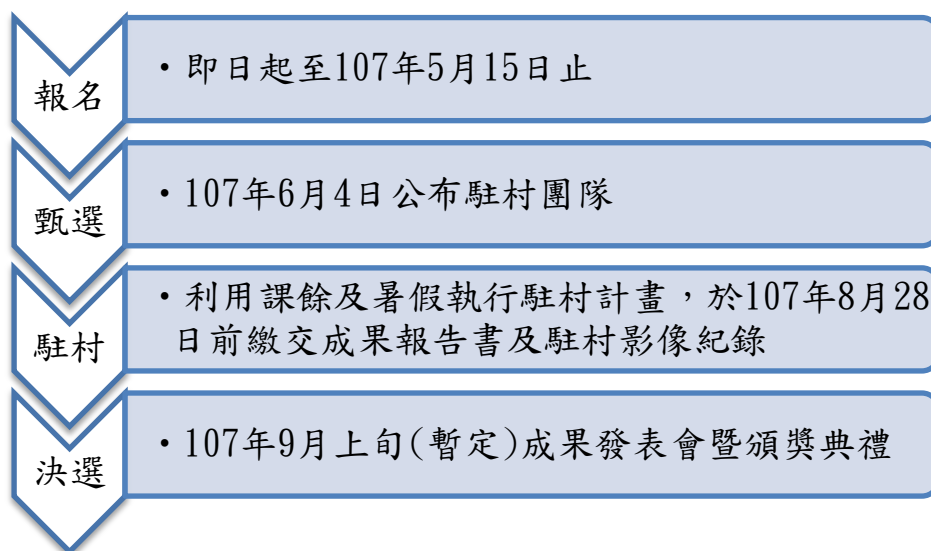 報名
・即日起至107年5月15日止
甄選
・107年6月4日公布駐村團隊
駐村
・利用課餘及暑假執行駐村計畫，於107年8月28
日前繳交成果報告書及駐村影像紀錄
決選
・107年9月上旬(暫定)成果發表會暨頒獎典禮